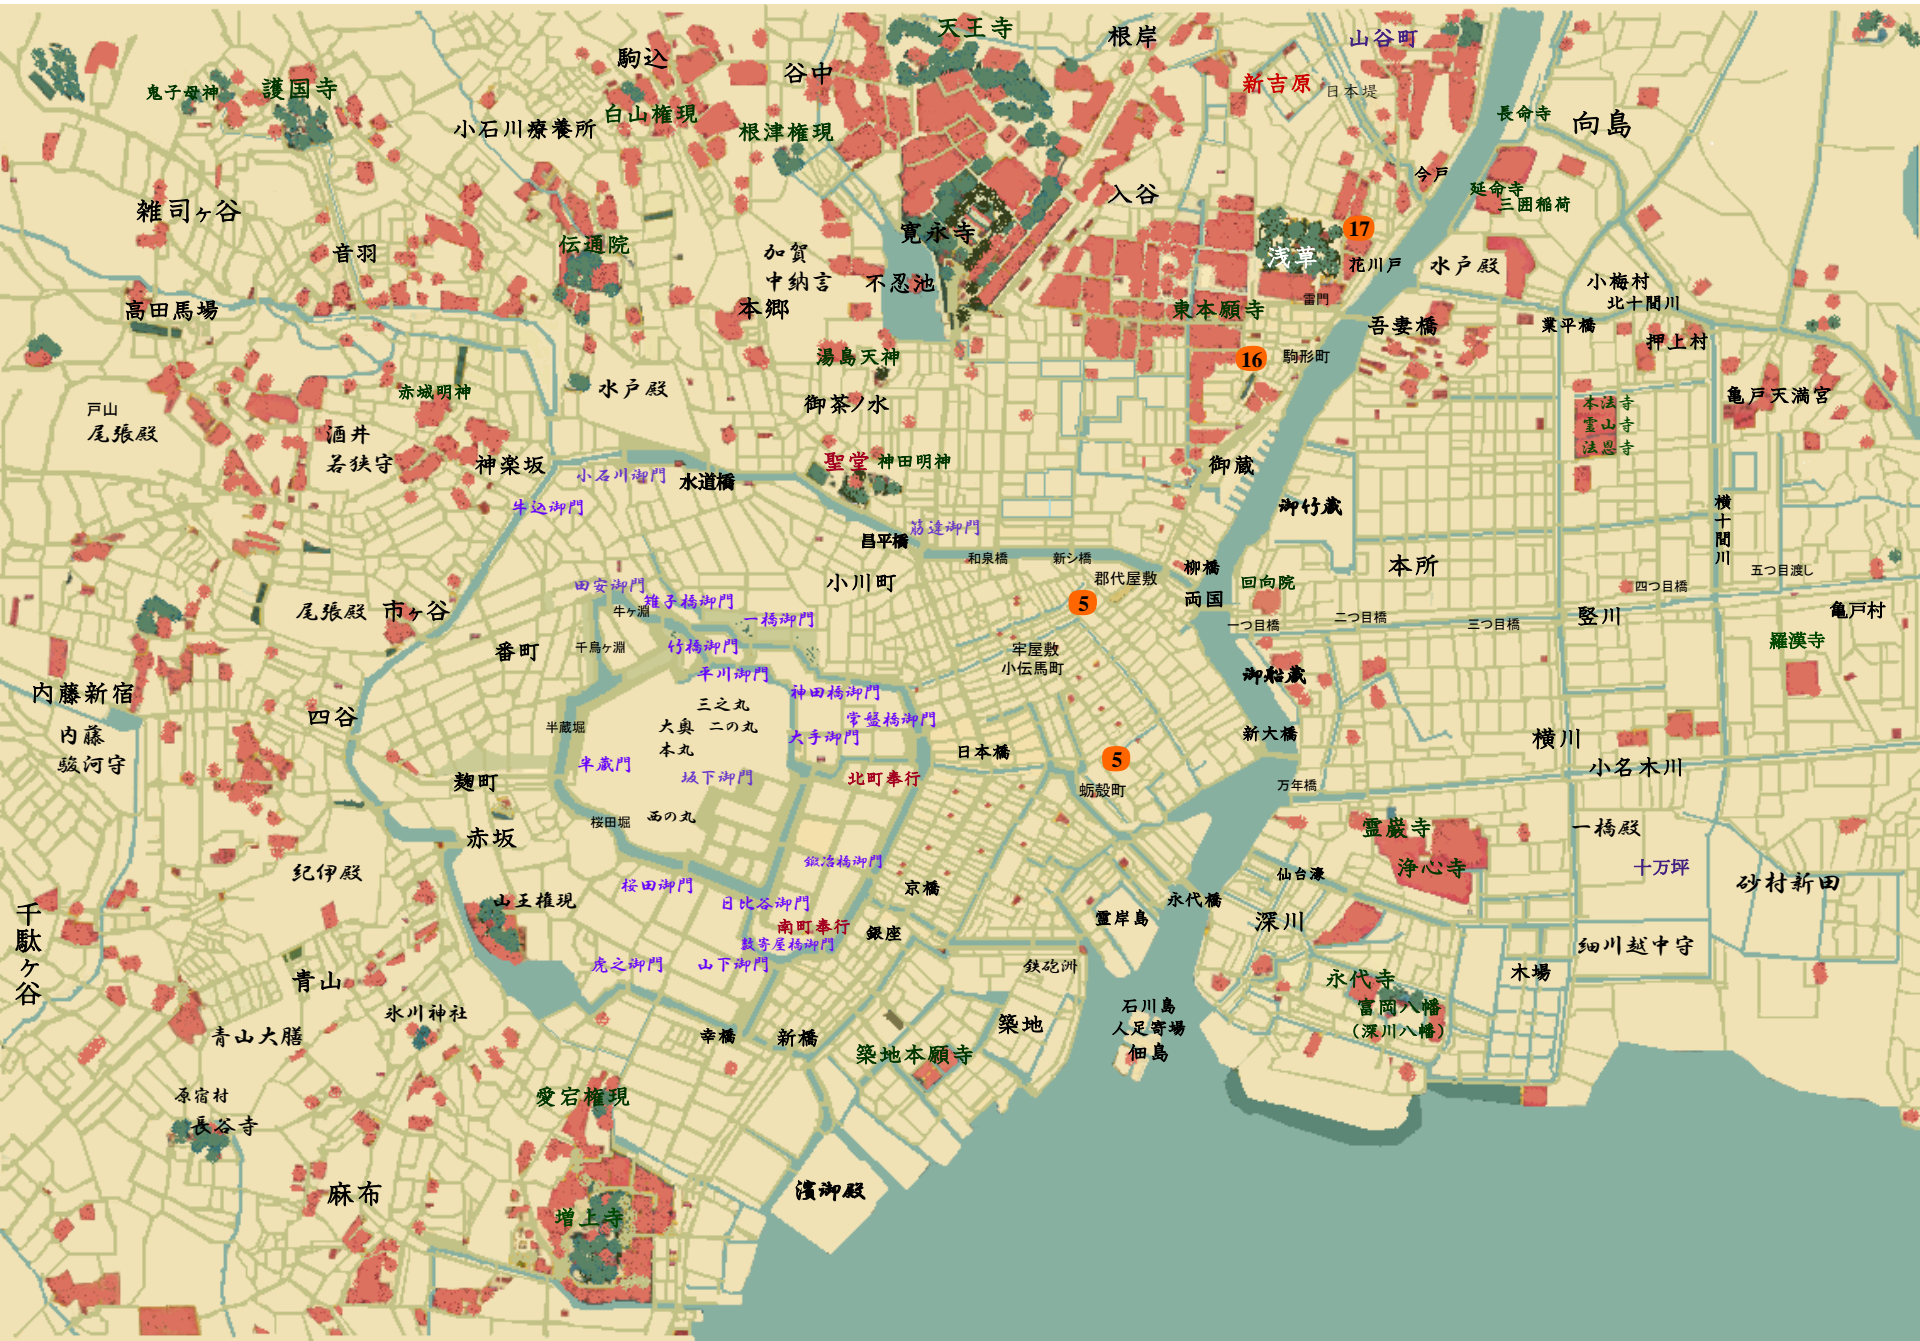 天王寺
根岸
山谷町
駒込
谷中
新吉原
日本堤
鬼子母神
護国寺
白山権現
小石川療養所
根津権現
長命寺
向島
今戸
延命寺
三囲稲荷
入谷
雑司ヶ谷
音羽
伝通院
加賀
中納言
寛永寺
不忍池
17
浅草
花川戸
水戸殿
小梅村
北十間川
高田馬場
本郷
東本願寺
雷門
吾妻橋
業平橋
押上村
湯島天神
16
駒形町
赤城明神
水戸殿
御茶ノ水
戸山
尾張殿
酒井
若狭守
本法寺
霊山寺
法恩寺
亀戸天満宮
神楽坂
小石川御門
水道橋
聖堂
神田明神
御蔵
牛込御門
御竹蔵
横十間川
筋違御門
昌平橋
和泉橋
新シ橋
郡代屋敷
柳橋
両国
回向院
本所
四つ目橋
五つ目渡し
小川町
田安御門
雉子橋御門
牛ヶ淵
一橋御門
5
尾張殿
市ヶ谷
一つ目橋
二つ目橋
三つ目橋
竪川
亀戸村
羅漢寺
番町
千鳥ヶ淵
竹橋御門
平川御門
牢屋敷
小伝馬町
御船蔵
内藤新宿
内藤
駿河守
四谷
半蔵堀
三之丸
大奥
二の丸
本丸
神田橋御門
常盤橋御門
大手御門
日本橋
5
新大橋
横川
小名木川
半蔵門
坂下御門
北町奉行
麹町
蛎殻町
万年橋
赤坂
桜田堀
西の丸
霊巌寺
浄心寺
一橋殿
十万坪
砂村新田
紀伊殿
鍛冶橋御門
桜田御門
京橋
仙台濠
山王権現
日比谷御門
南町奉行
数寄屋橋御門
銀座
霊岸島
永代橋
深川
細川越中守
千駄ヶ谷
虎之御門
山下御門
鉄砲洲
木場
青山
永代寺
富岡八幡
(深川八幡)
氷川神社
石川島
人足寄場
佃島
青山大膳
幸橋
新橋
築地
築地本願寺
原宿村
長谷寺
愛宕権現
麻布
濱御殿
増上寺